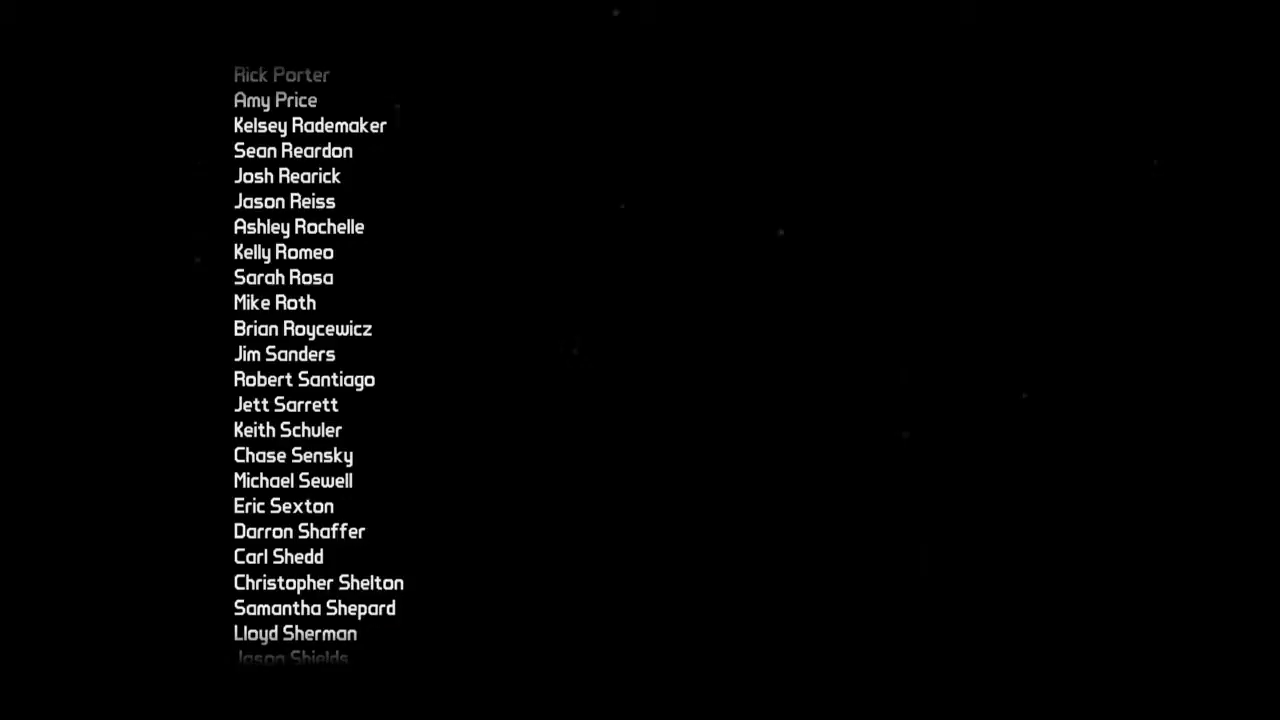 Rick Porter
Amy Price
Kelsey Rademaker
Sean Reardon
Josh Rearick
Jason Reiss
Ashley Rochelle
Kelly Romeo
Sarah Rosa
Mike Roth
Brian Roycewicz
Jim Sanders
Robert Santiago
Jett Sarrett
Keith Schuler
Chase Sensky
Michael Sewell
Eric Sexton
Darron Shaffer
Carl Shedd
Christopher Shelton
Samantha Shepard
Lloyd Sherman
Jason Shields